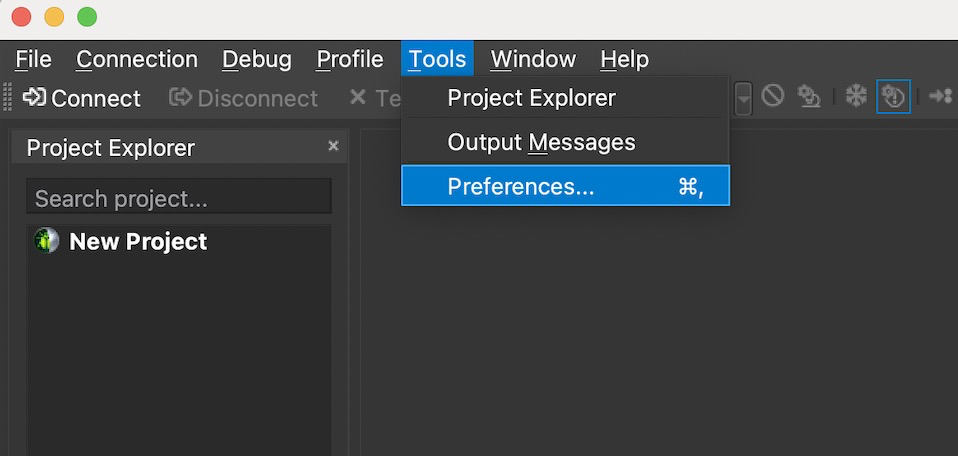 File Connection Debug Profile Tools Window Help
Connect Disconnect Te
Project Explorer
Output Messages
Preferences... ⌘,
Project Explorer ×
Search project...
New Project